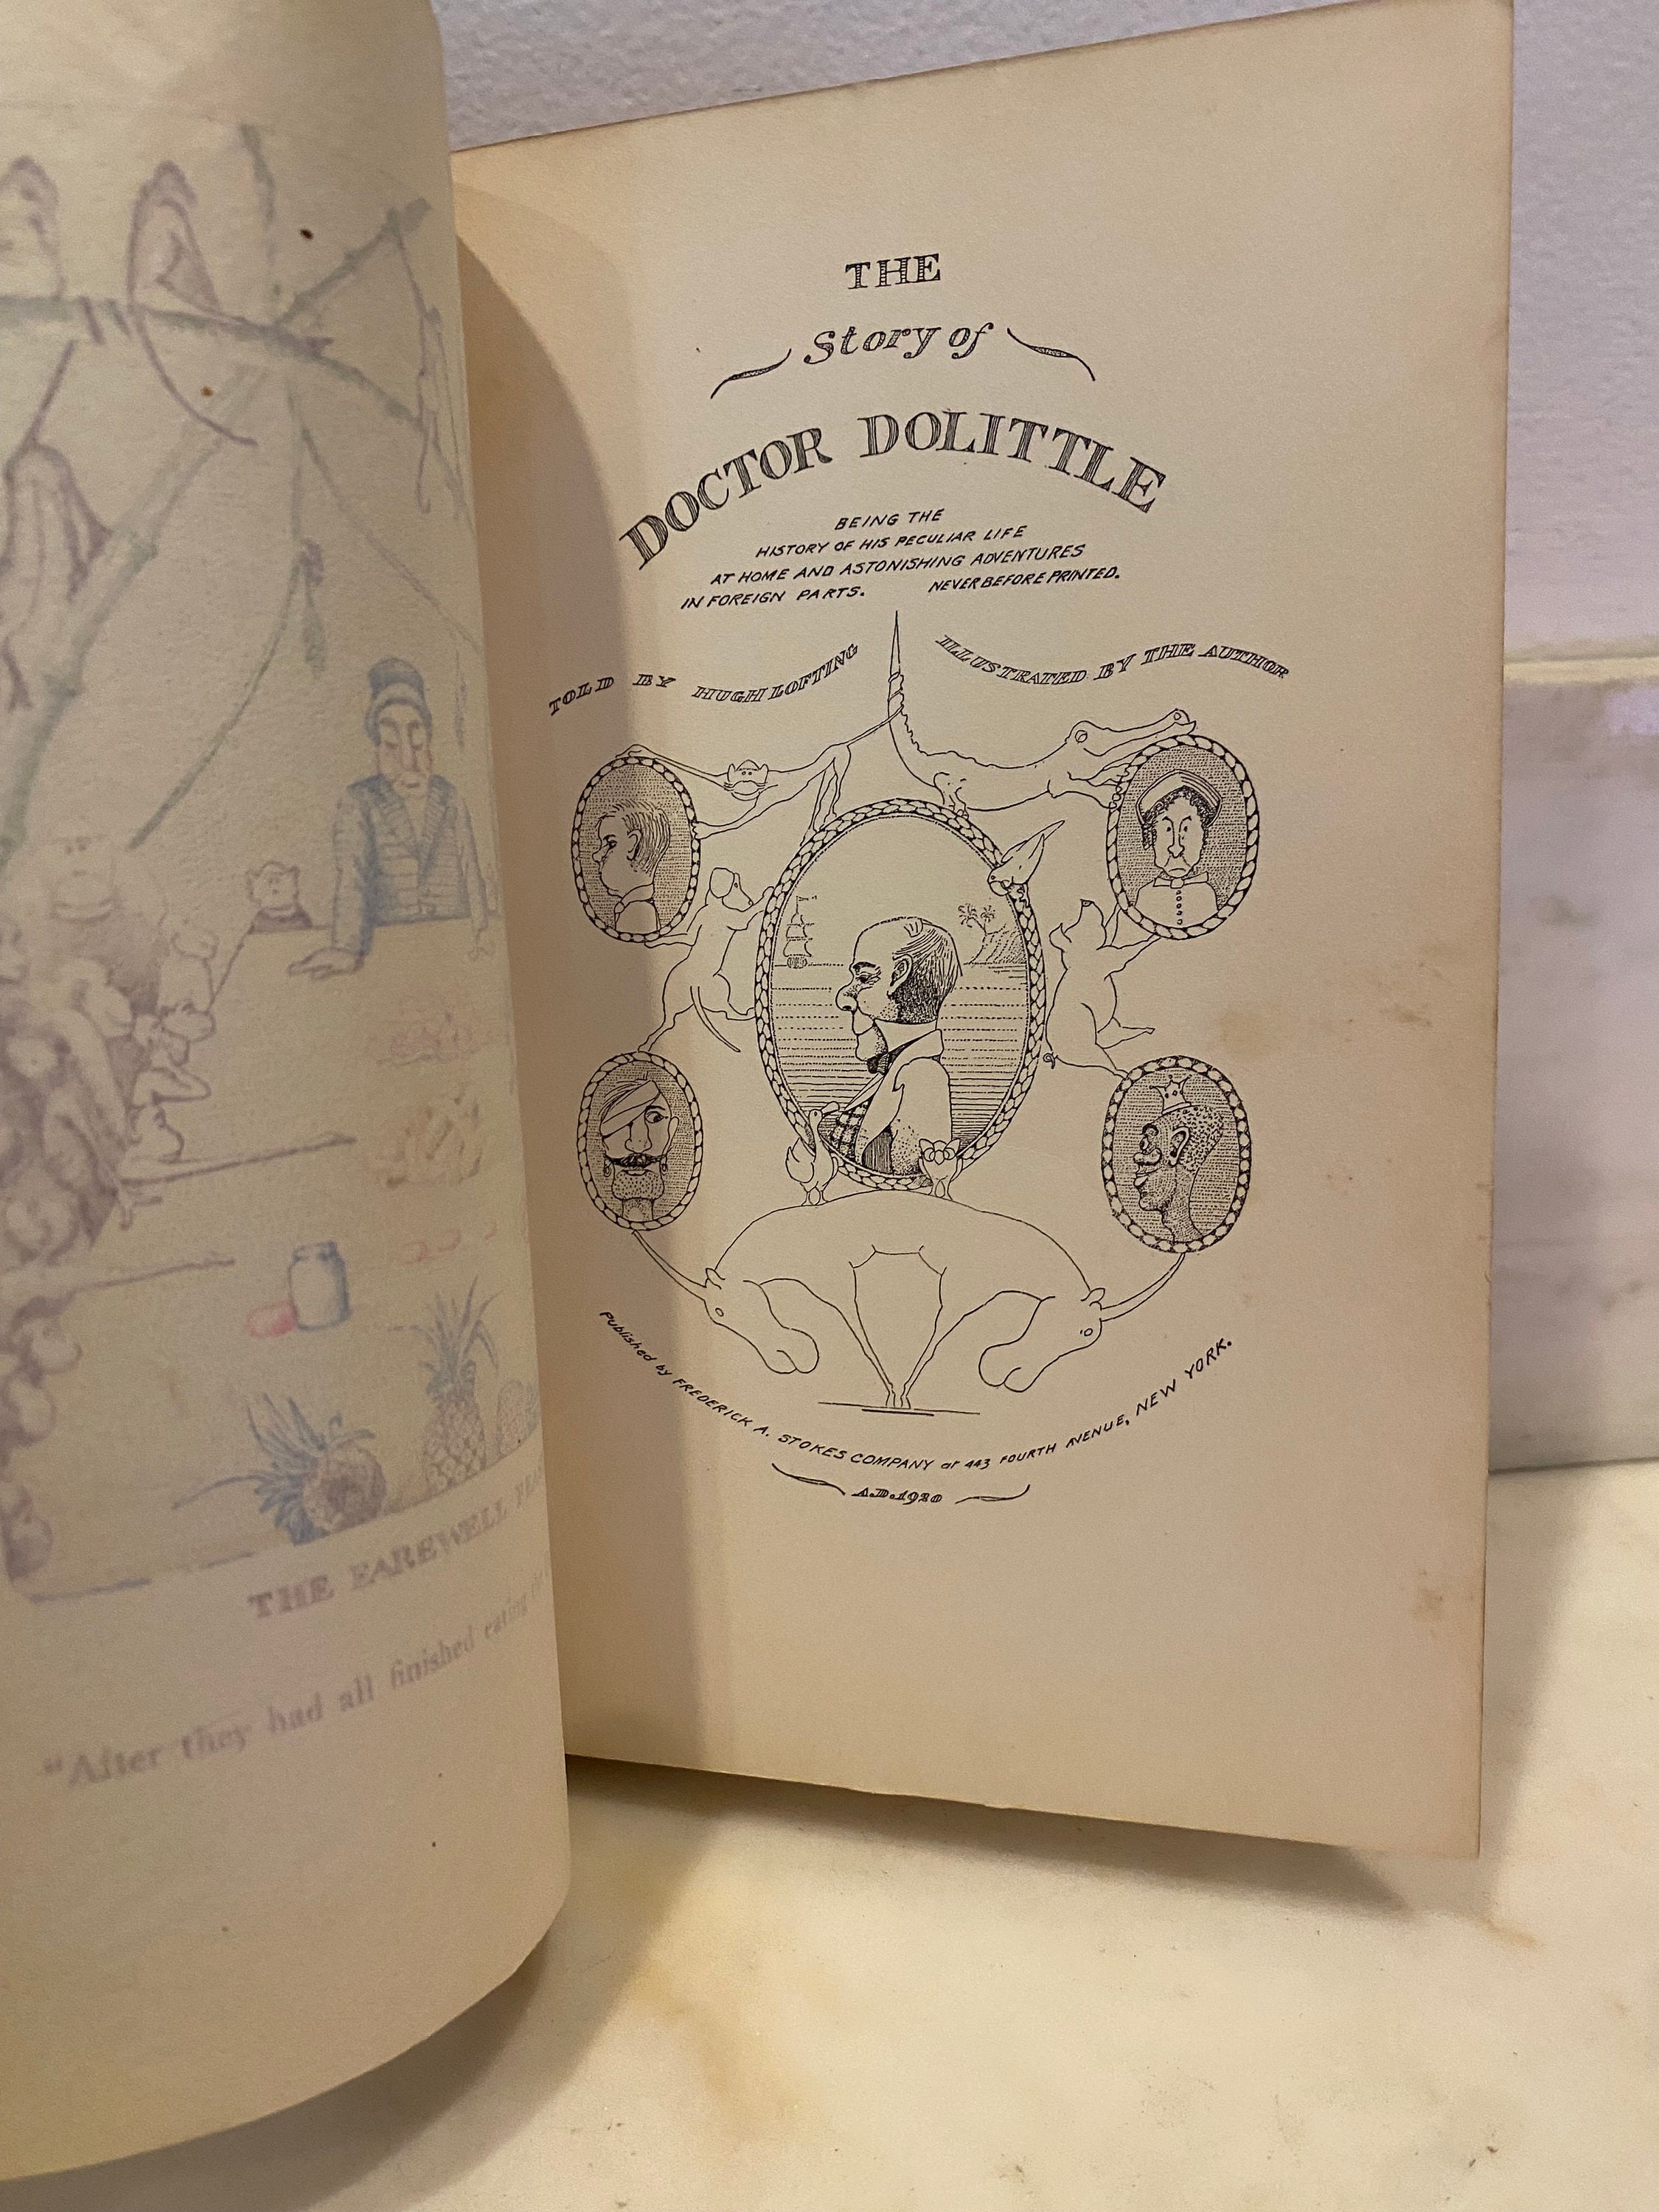 THE
Story of
DOCTOR DOLITTLE
BEING THE
HISTORY OF HIS PECULIAR LIFE
AT HOME AND ASTONISHING ADVENTURES
IN FOREIGN PARTS. NEVER BEFORE PRINTED.
TOLD BY HUGH LOFTING
ILLUSTRATED BY THE AUTHOR
Published by FREDERICK A. STOKES COMPANY at 443 FOURTH AVENUE, NEW YORK.
A.D. 1920
THE FAREWELL
"After they had all finished eating